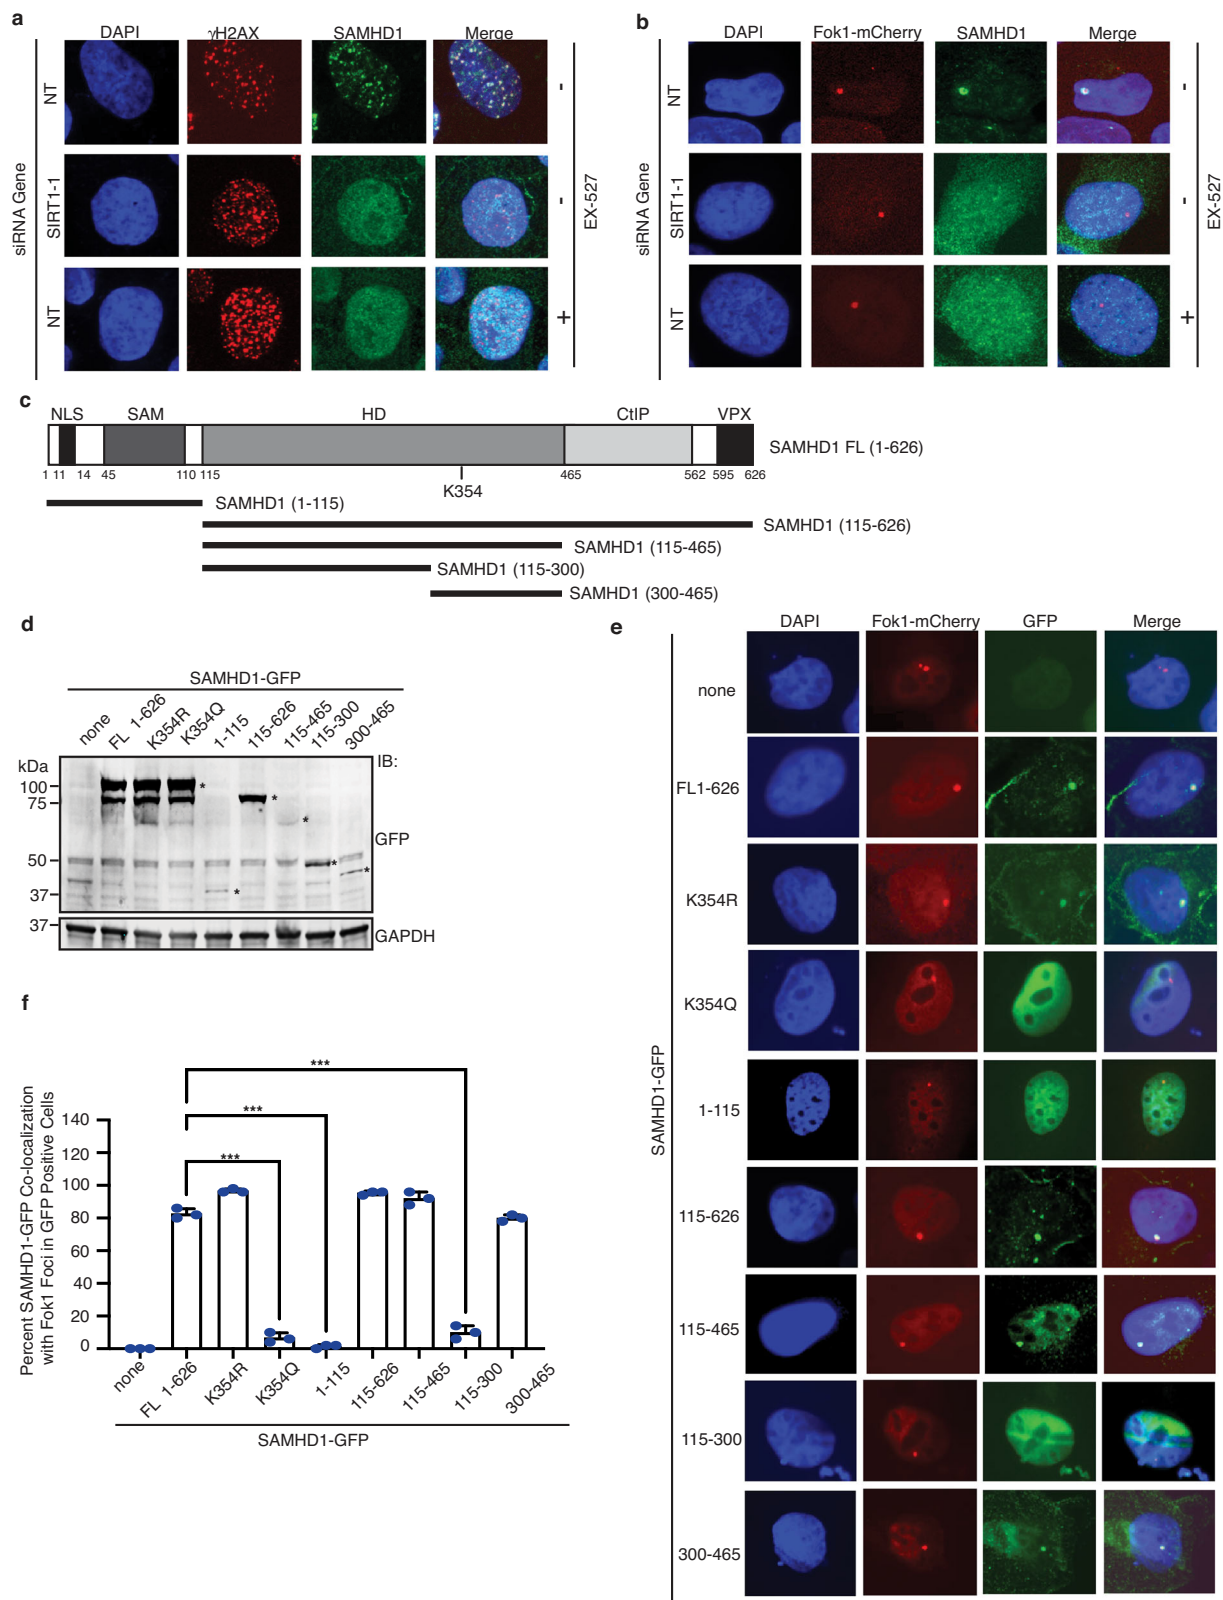 a
DAPI γH2AX SAMHD1 Merge
siRNA Gene
NT
SIRT1-1
NT
-
-
+
EX-527
b
DAPI Fok1-mCherry SAMHD1 Merge
siRNA Gene
NT
SIRT1-1
NT
-
-
+
EX-527
c
NLS SAM HD CtIP VPX
SAMHD1 FL (1-626)
1 11 14 45 110 115 465 562 595 626
K354
SAMHD1 (1-115)
SAMHD1 (115-626)
SAMHD1 (115-465)
SAMHD1 (115-300)
SAMHD1 (300-465)
d
SAMHD1-GFP
none FL 1-626 K354R K354Q 1-115 115-626 115-465 115-300 300-465
kDa
IB:
100
75
50
37
* * * * * *
GFP
37
GAPDH
e
DAPI Fok1-mCherry GFP Merge
SAMHD1-GFP
none
FL1-626
K354R
K354Q
1-115
115-626
115-465
115-300
300-465
f
Percent SAMHD1-GFP Co-localization
with Fok1 Foci in GFP Positive Cells
***
***
***
140
120
100
80
60
40
20
0
none FL 1-626 K354R K354Q 1-115 115-626 115-465 115-300 300-465
SAMHD1-GFP